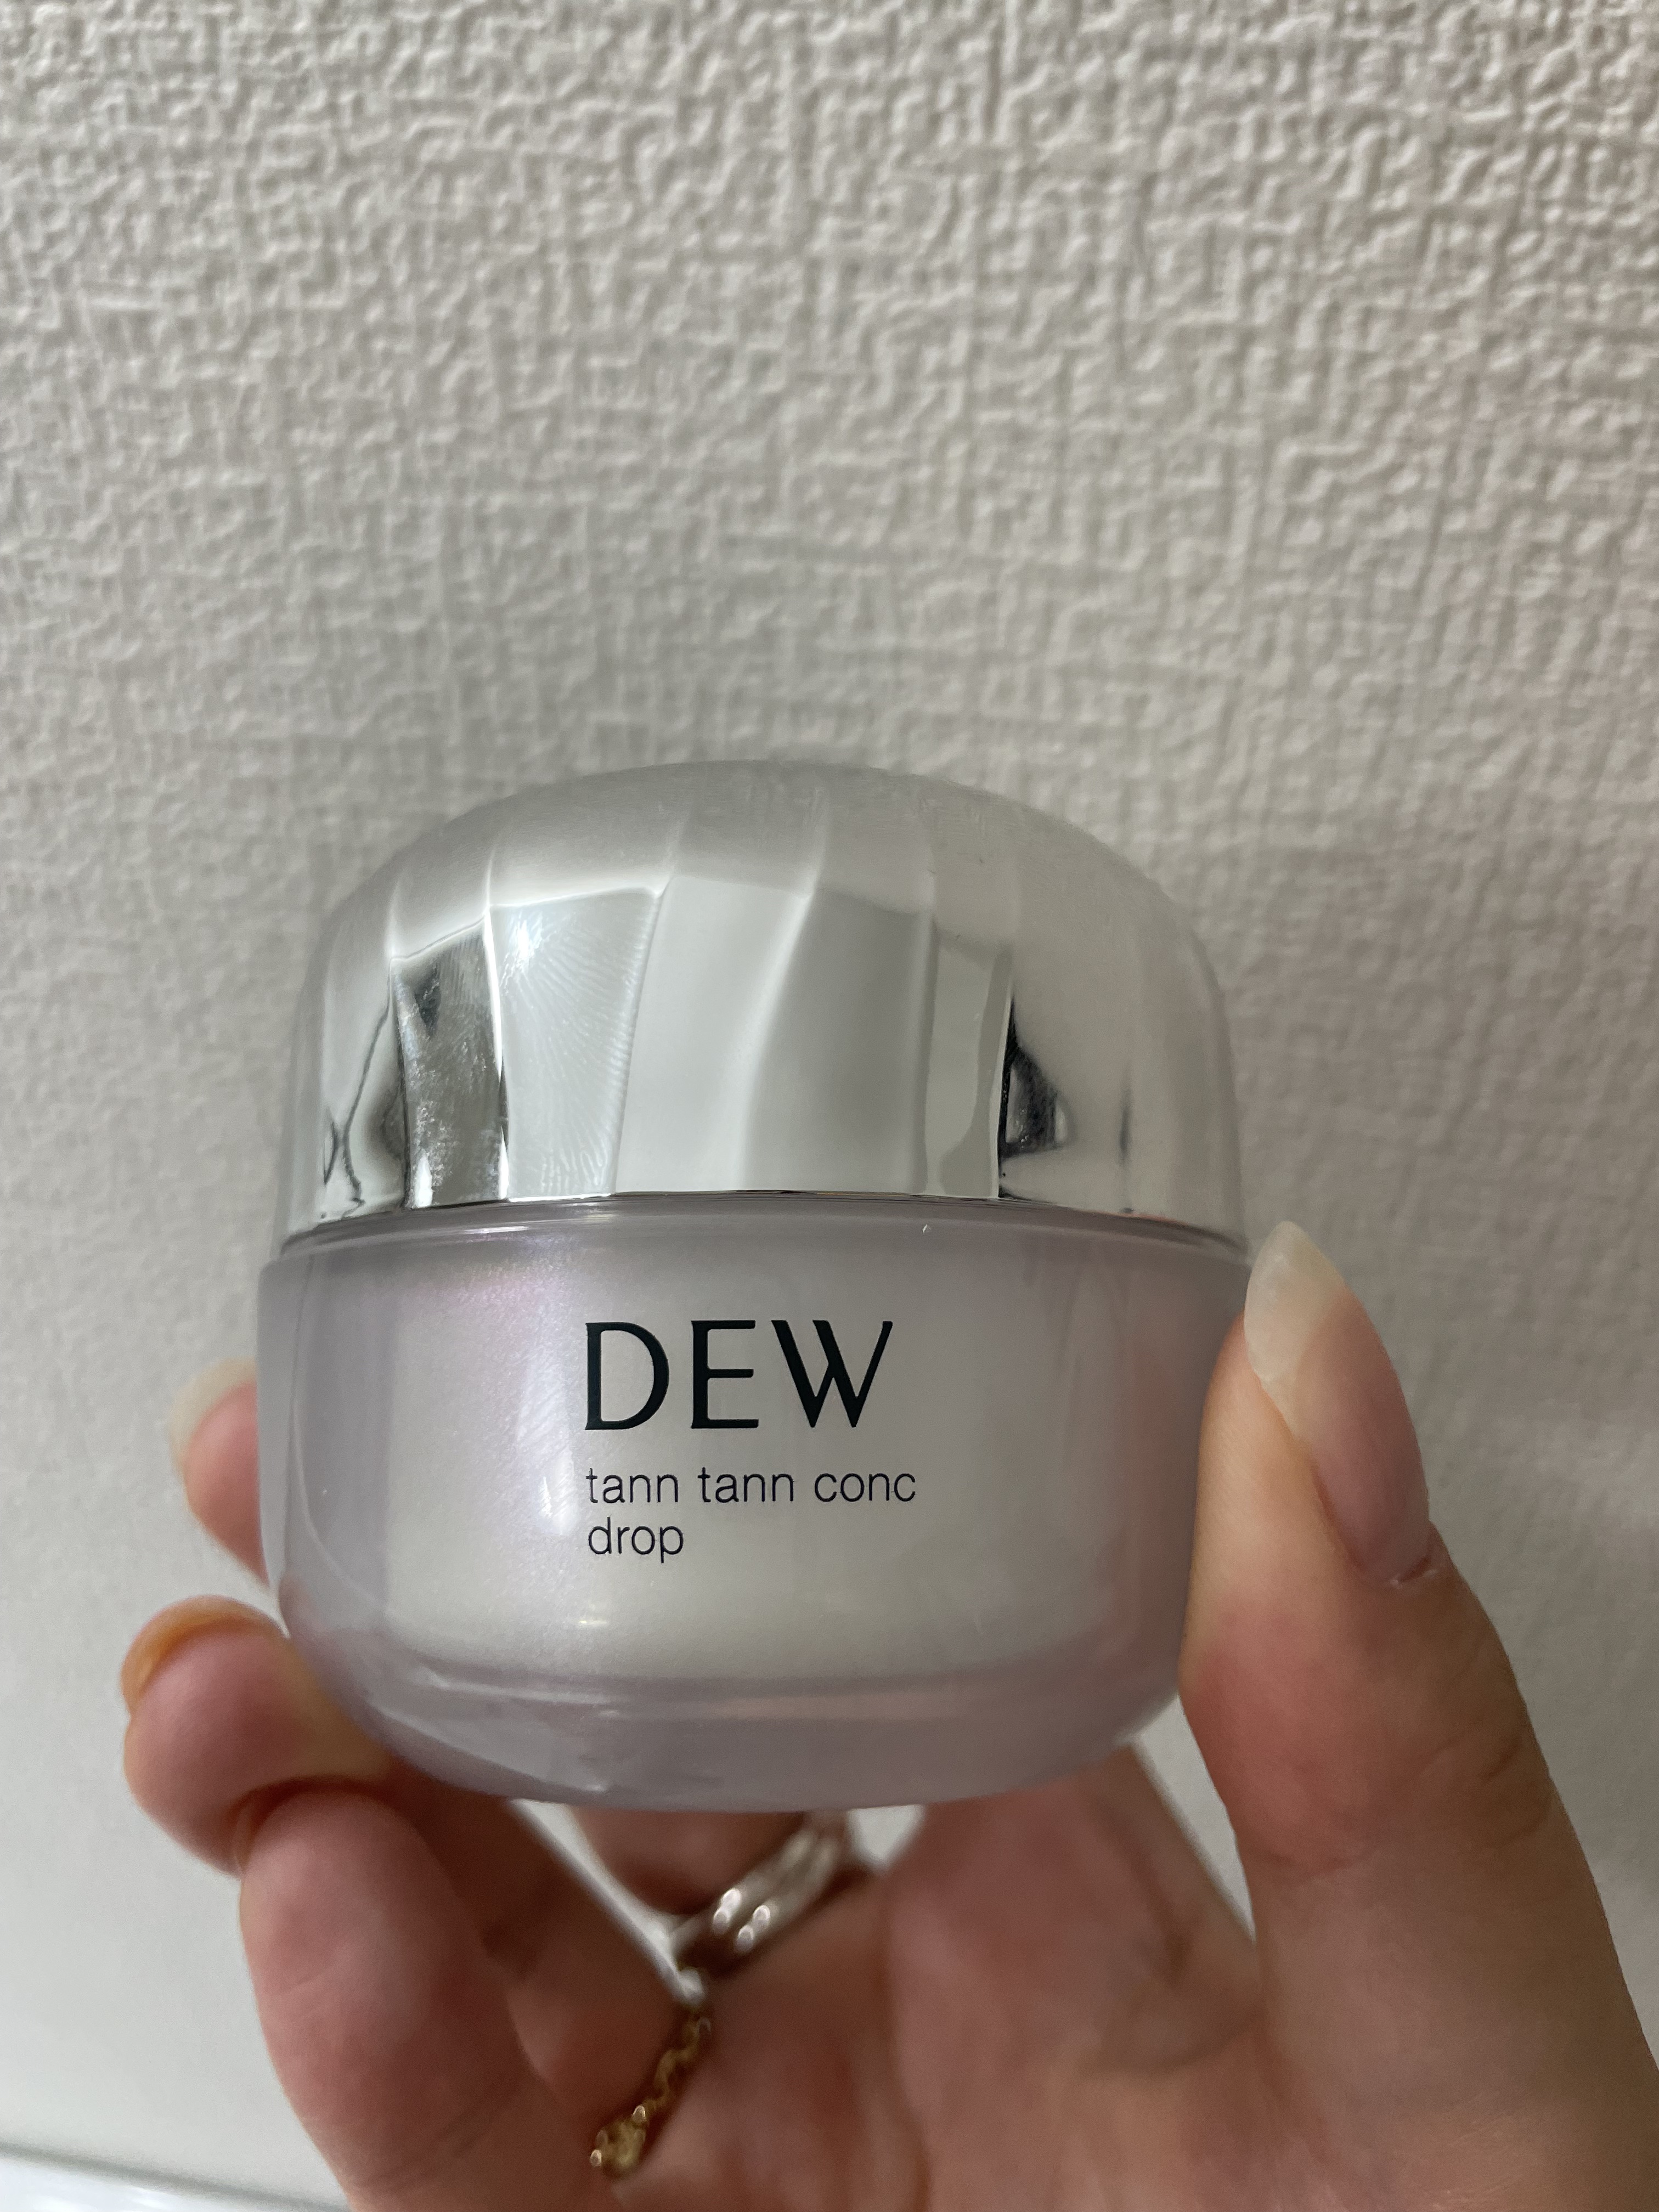 DEW
tann tann conc
drop